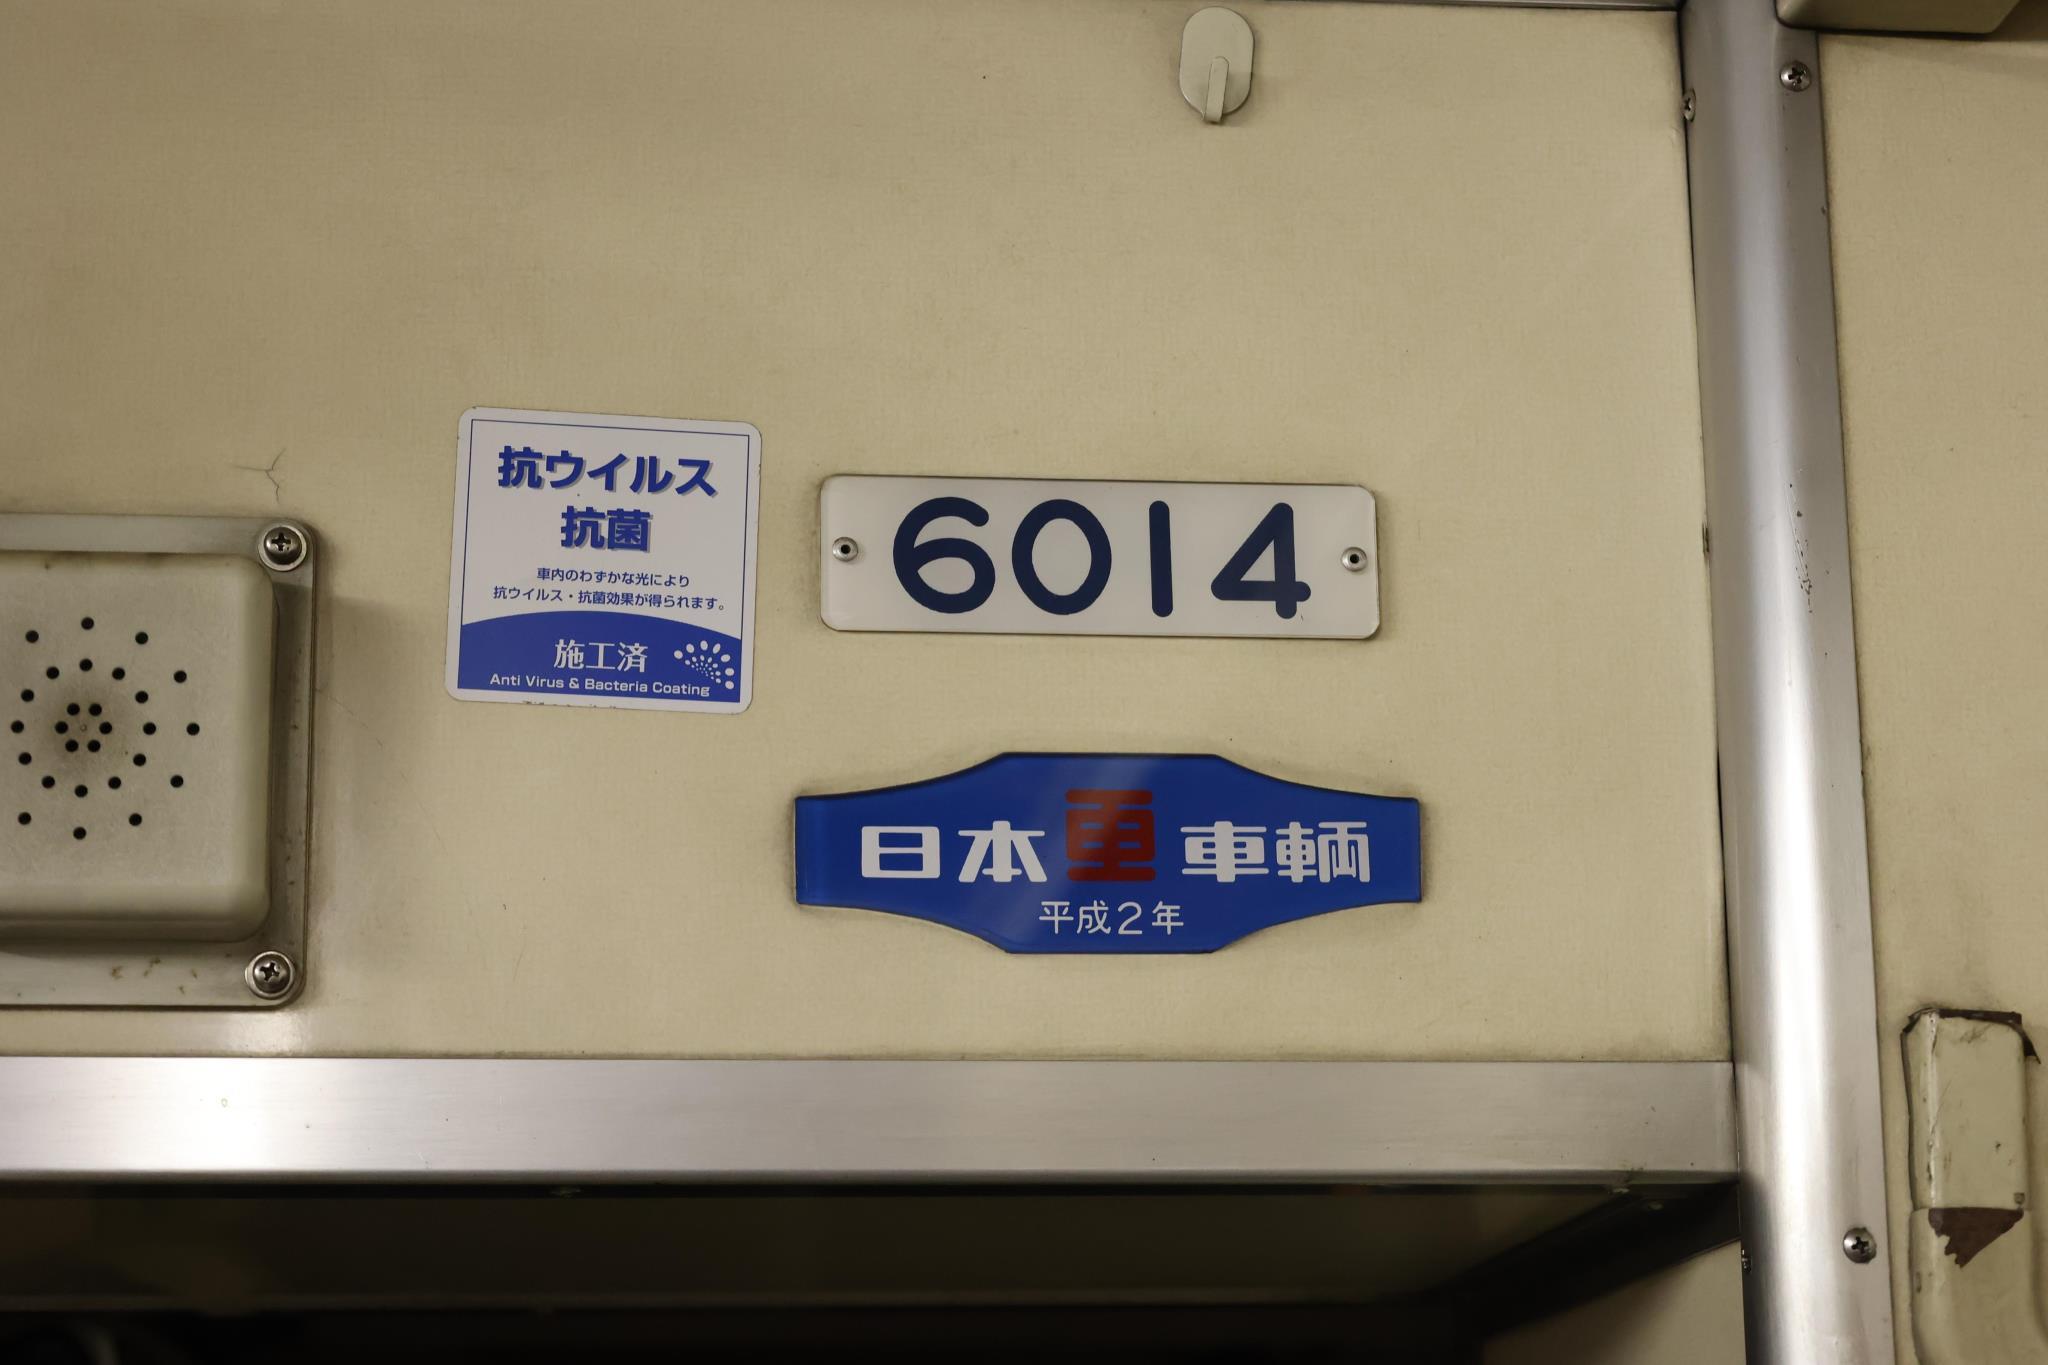 抗ウイルス
抗菌
車内のわずかな光により
抗ウイルス・抗菌効果が得られます。
施工済
Anti Virus & Bacteria Coating
6014
日本車輌
平成2年